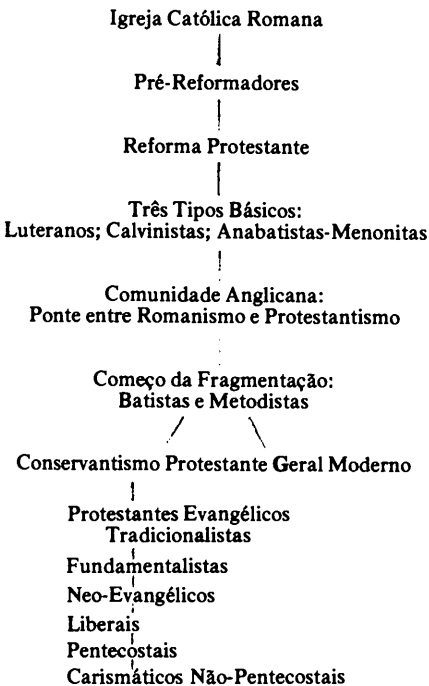 Igreja Católica Romana
Pré-Reformadores
Reforma Protestante
Três Tipos Básicos:
Luteranos; Calvinistas; Anabatistas-Menonitas
Comunidade Anglicana:
Ponte entre Romanismo e Protestantismo
Começo da Fragmentação:
Batistas e Metodistas
Conservantismo Protestante Geral Moderno
Protestantes Evangélicos
Tradicionalistas
Fundamentalistas
Neo-Evangélicos
Liberais
Pentecostais
Carismáticos Não-Pentecostais